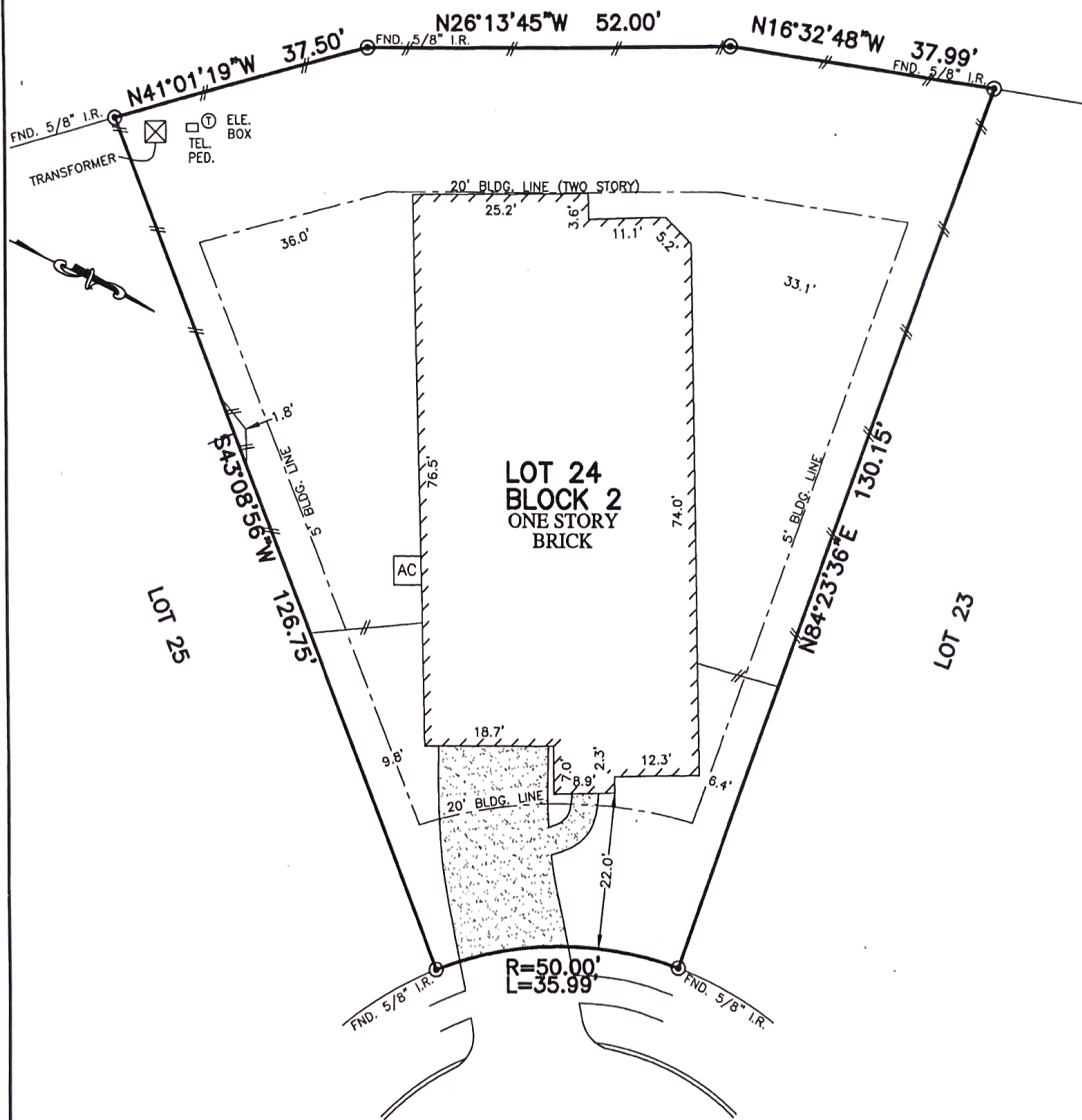 N26°13'45"W 52.00'
N16°32'48"W 37.99'
N41°01'19"W 37.50'
FND. 5/8" I.R.
FND. 5/8" I.R.
FND. 5/8" I.R.
T ELE.
BOX
TEL.
PED.
TRANSFORMER
20' BLDG. LINE (TWO STORY)
25.2'
3.6'
11.1'
5.2'
36.0'
33.1'
1.8'
S43°08'56"W 126.75'
5' BLDG. LINE
76.5'
LOT 24
BLOCK 2
ONE STORY
BRICK
74.0'
5' BLDG. LINE
N84°23'36"E 130.15'
AC
LOT 25
LOT 23
18.7'
9.8'
7.0'
8.9'
2.3'
12.3'
6.4'
20' BLDG. LINE
22.0'
R=50.00'
L=35.99'
FND. 5/8" I.R.
FND. 5/8" I.R.